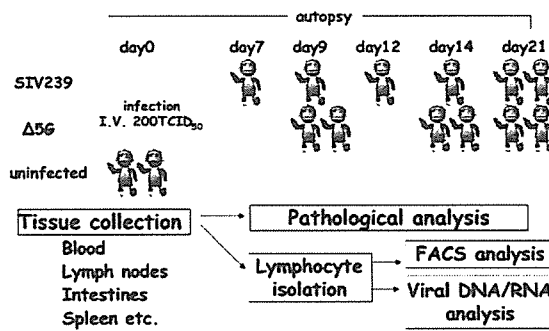 autopsy
day0 day7 day9 day12 day14 day21
SIV239
infection
Δ5G I.V. 200TCID50
uninfected
Tissue collection
Pathological analysis
Blood
Lymph nodes
Intestines
Spleen etc.
Lymphocyte
isolation
FACS analysis
Viral DNA/RNA
analysis